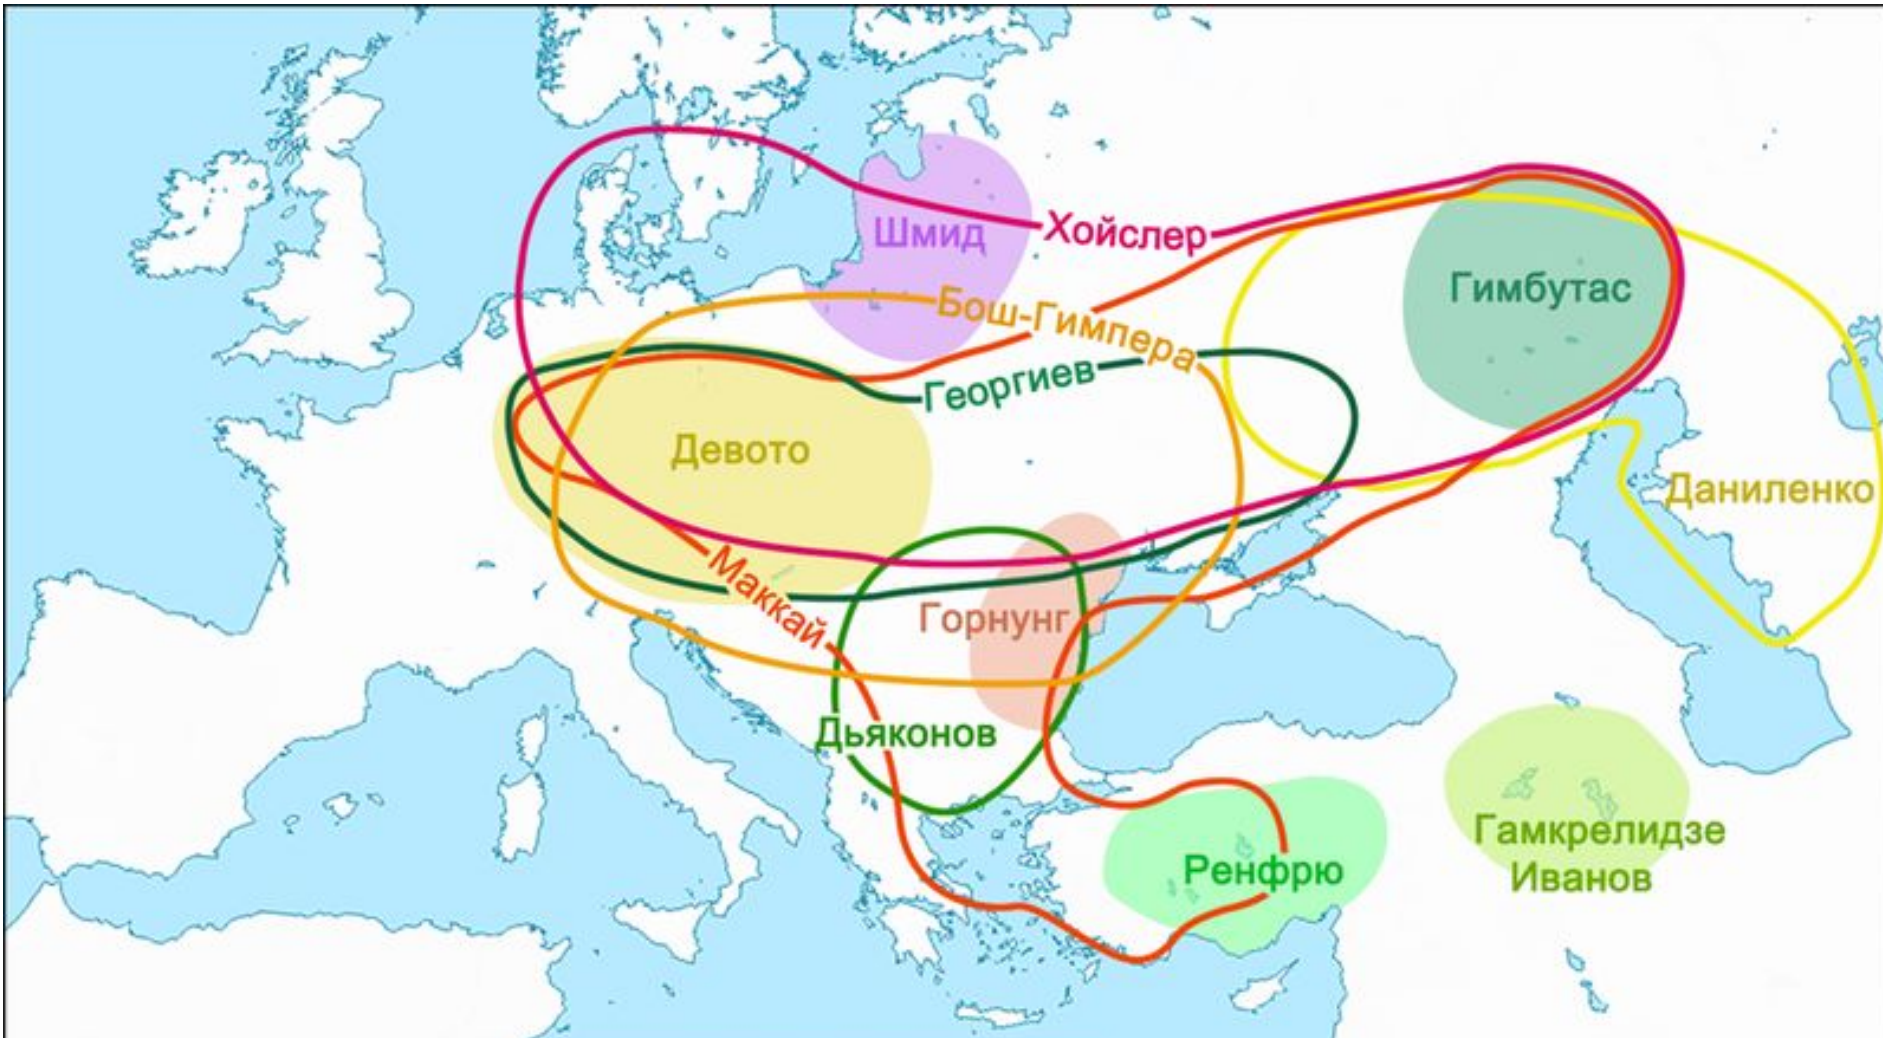 Шмид
Хойслер
Гимбутас
Бош-Гимпера
Георгиев
Девото
Даниленко
Маккай
Горнунг
Дьяконов
Гамкрелидзе
Иванов
Ренфрю